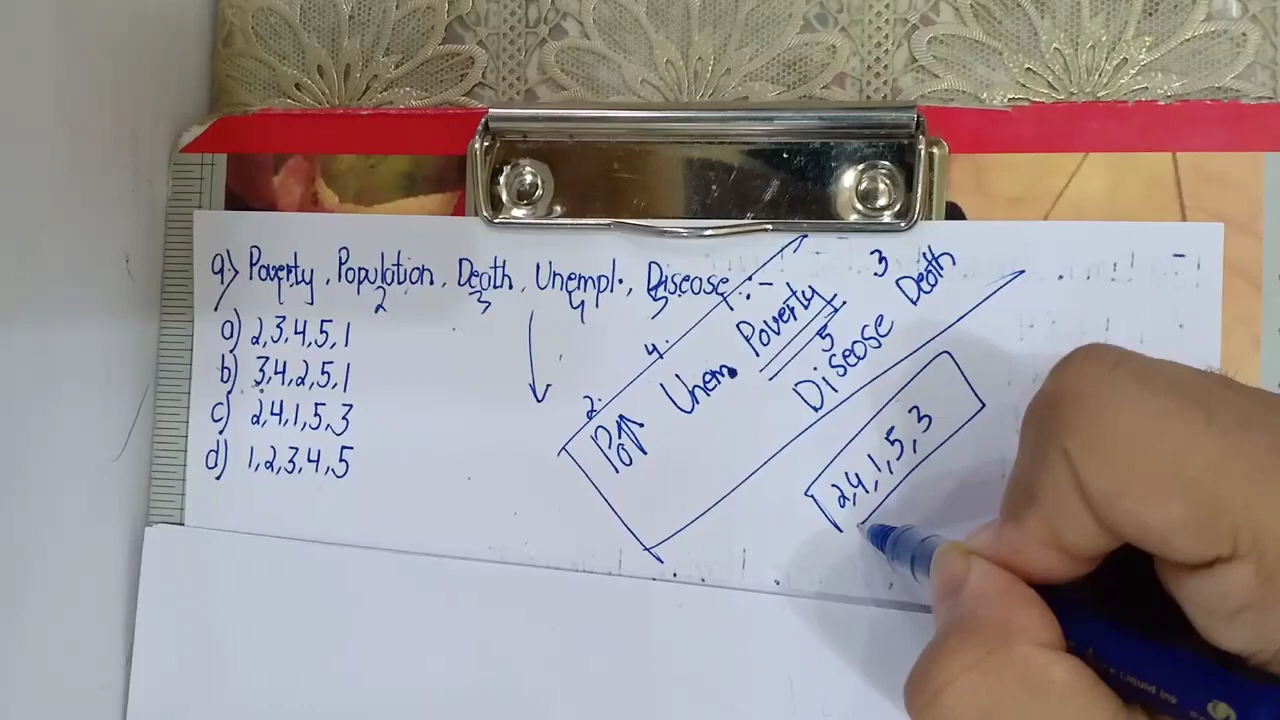 9) Poverty, Population, Death, Unempl., Disease :-
2 3 4 5
a) 2,3,4,5,1
b) 3,4,2,5,1
c) 2,4,1,5,3
d) 1,2,3,4,5
2. 4. 5 3
Pop Unem. Poverty Disease Death
2,4,1,5,3